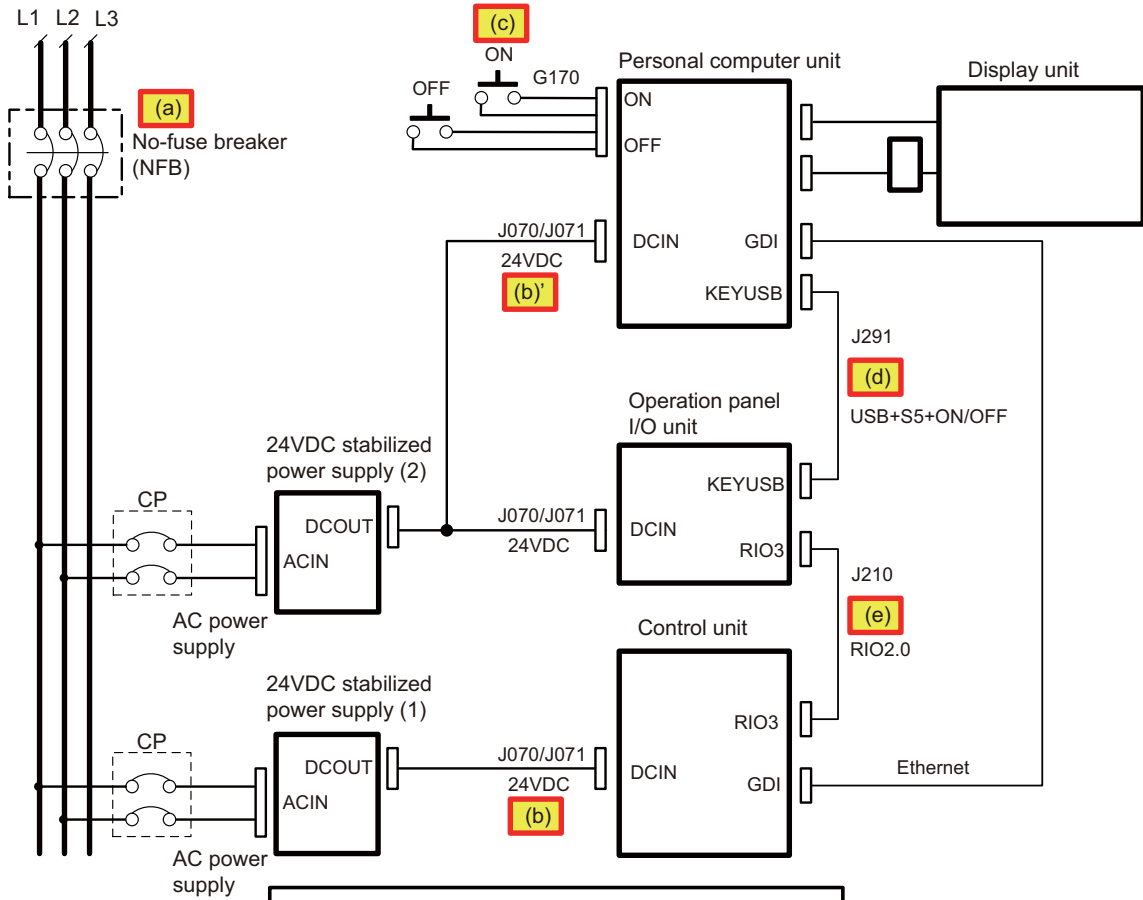 L1 L2 L3
(a)
No-fuse breaker
(NFB)
(c)
ON
OFF
G170
Personal computer unit
ON
OFF
DCIN
GDI
KEYUSB
Display unit
J070/J071
24VDC
(b)'
J291
(d)
USB+S5+ON/OFF
Operation panel
I/O unit
KEYUSB
DCIN
RIO3
24VDC stabilized
power supply (2)
CP
DCOUT
ACIN
AC power
supply
J070/J071
24VDC
J210
(e)
RIO2.0
Control unit
RIO3
DCIN
GDI
Ethernet
24VDC stabilized
power supply (1)
CP
DCOUT
ACIN
AC power
supply
J070/J071
24VDC
(b)